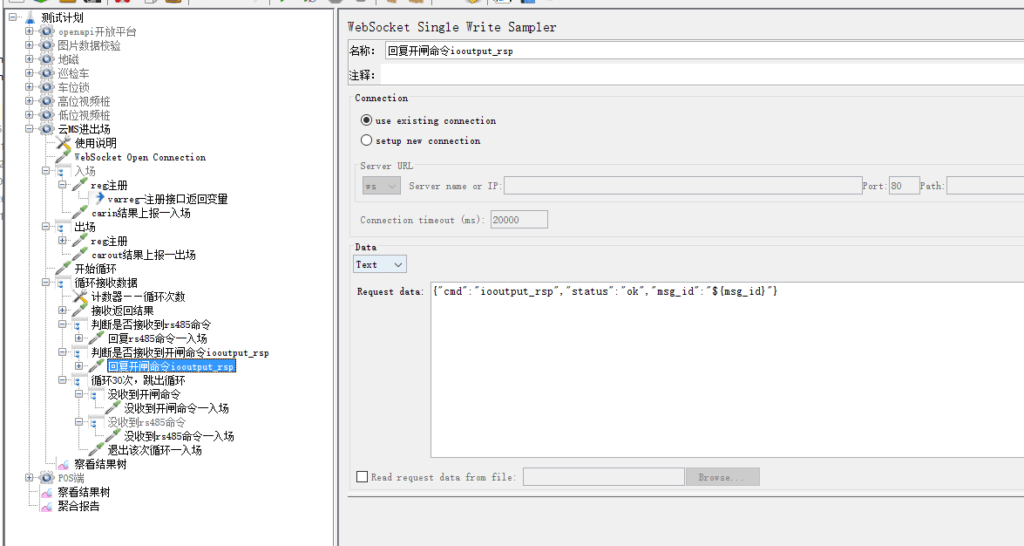 测试计划
openapi开放平台
图片数据校验
地磁
巡检车
车位锁
高位视频桩
低位视频桩
云MS进出场
使用说明
WebSocket Open Connection
入场
reg注册
varreg—注册接口返回变量
carin结果上报—入场
出场
reg注册
carout结果上报—出场
开始循环
循环接收数据
计数器——循环次数
接收返回结果
判断是否接收到rs485命令
回复rs485命令—入场
判断是否接收到开闸命令iooutput_rsp
回复开闸命令iooutput_rsp
循环30次，跳出循环
没收到开闸命令
没收到开闸命令—入场
没收到rs485命令
没收到rs485命令—入场
退出该次循环—入场
察看结果树
POS端
察看结果树
聚合报告
WebSocket Single Write Sampler
名称: 回复开闸命令iooutput_rsp
注释:
Connection
use existing connection
setup new connection
Server URL
ws Server name or IP: Port: 80 Path:
Connection timeout (ms): 20000
Data
Text
Request data: {"cmd":"iooutput_rsp","status":"ok","msg_id":"${msg_id}"}
Read request data from file: Browse...